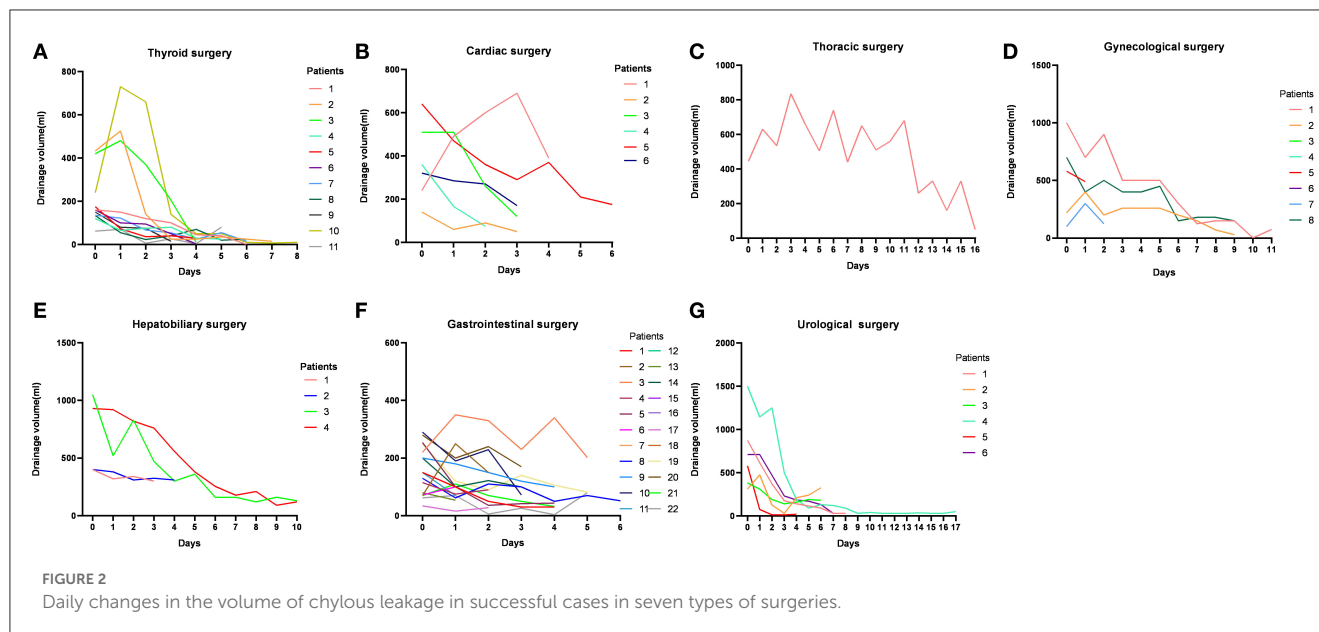 A
Thyroid surgery
Drainage volume(ml)
800
600
400
200
0
0 1 2 3 4 5 6 7 8
Days
Patients
1
2
3
4
5
6
7
8
9
10
11
B
Cardiac surgery
Drainage volume(ml)
800
600
400
200
0
0 1 2 3 4 5 6
Days
Patients
1
2
3
4
5
6
C
Thoracic surgery
Drainage volume(ml)
1000
800
600
400
200
0
0 1 2 3 4 5 6 7 8 9 10 11 12 13 14 15 16
Days
D
Gynecological surgery
Drainage volume(ml)
1500
1000
500
0
0 1 2 3 4 5 6 7 8 9 10 11
Days
Patients
1
2
3
4
5
6
7
8
E
Hepatobiliary surgery
Drainage volume(ml)
1500
1000
500
0
0 1 2 3 4 5 6 7 8 9 10
Days
Patients
1
2
3
4
F
Gastrointestinal surgery
Drainage volume(ml)
600
400
200
0
0 1 2 3 4 5 6
Days
Patients
1 12
2 13
3 14
4 15
5 16
6 17
7 18
8 19
9 20
10 21
11 22
G
Urological surgery
Drainage volume(ml)
2000
1500
1000
500
0
0 1 2 3 4 5 6 7 8 9 10 11 12 13 14 15 16 17
Days
Patients
1
2
3
4
5
6
FIGURE 2
Daily changes in the volume of chylous leakage in successful cases in seven types of surgeries.